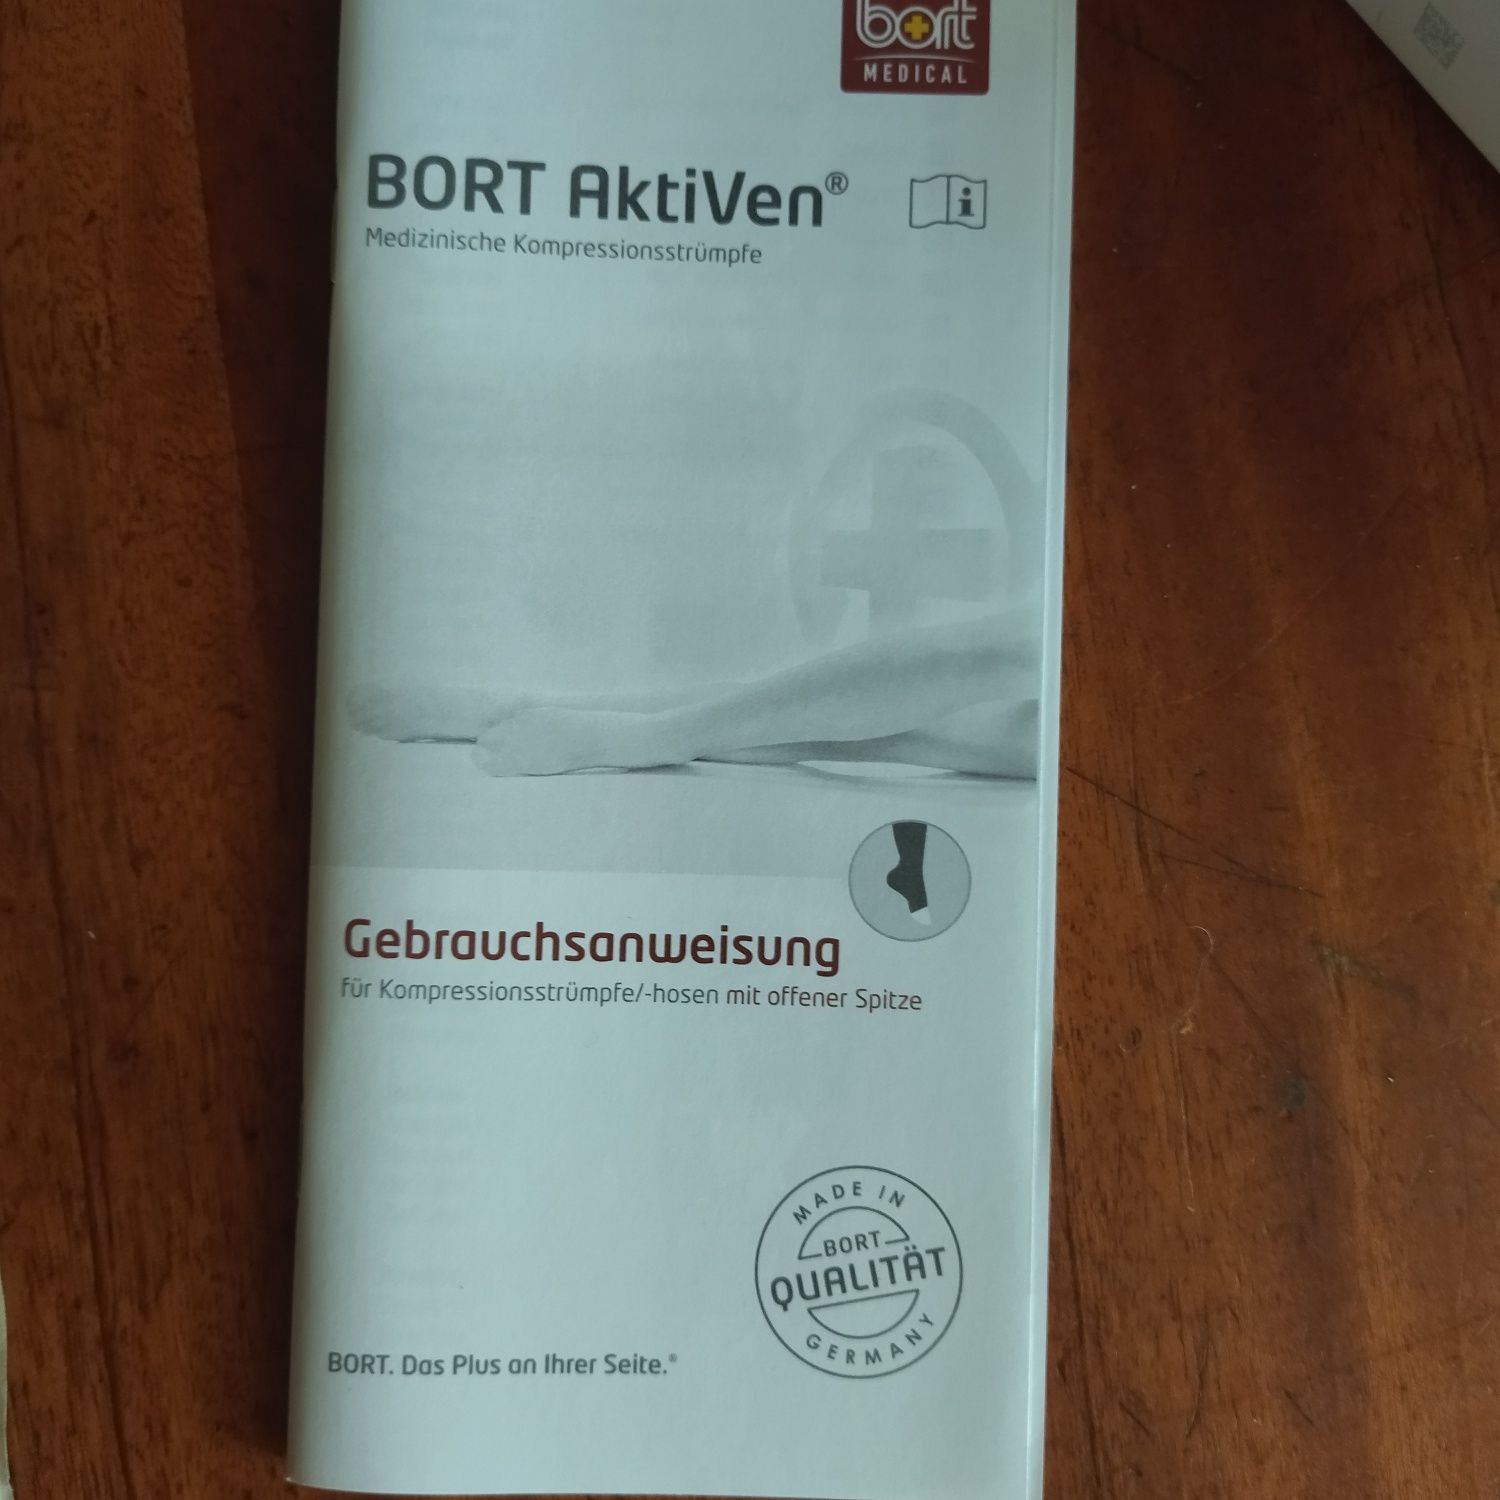 bort
MEDICAL
BORT AktiVen®
Medizinische Kompressionsstrümpfe
i
Gebrauchsanweisung
für Kompressionsstrümpfe/-hosen mit offener Spitze
MADE IN
BORT
QUALITÄT
GERMANY
BORT. Das Plus an Ihrer Seite.®